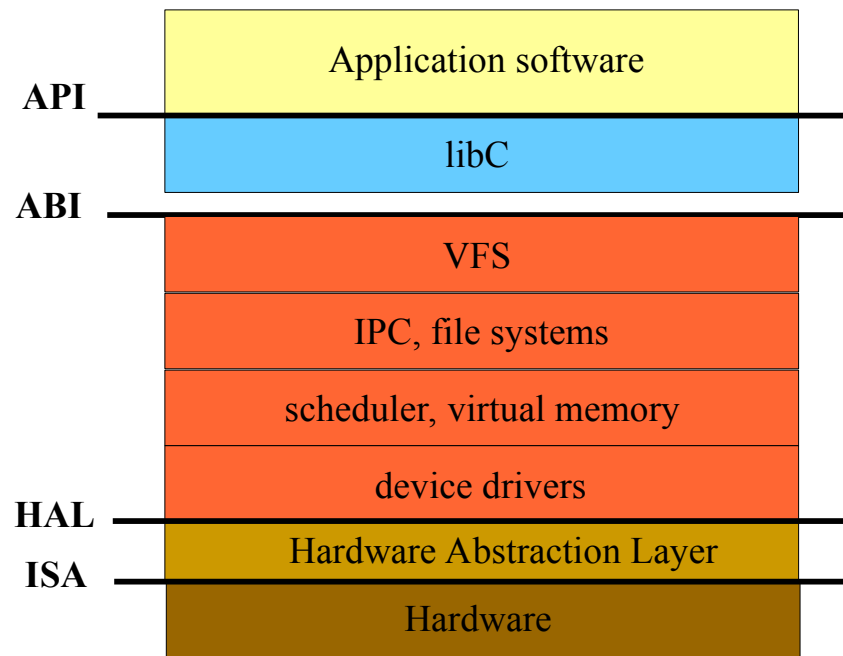 Application software
API
libC
ABI
VFS
IPC, file systems
scheduler, virtual memory
device drivers
HAL
Hardware Abstraction Layer
ISA
Hardware